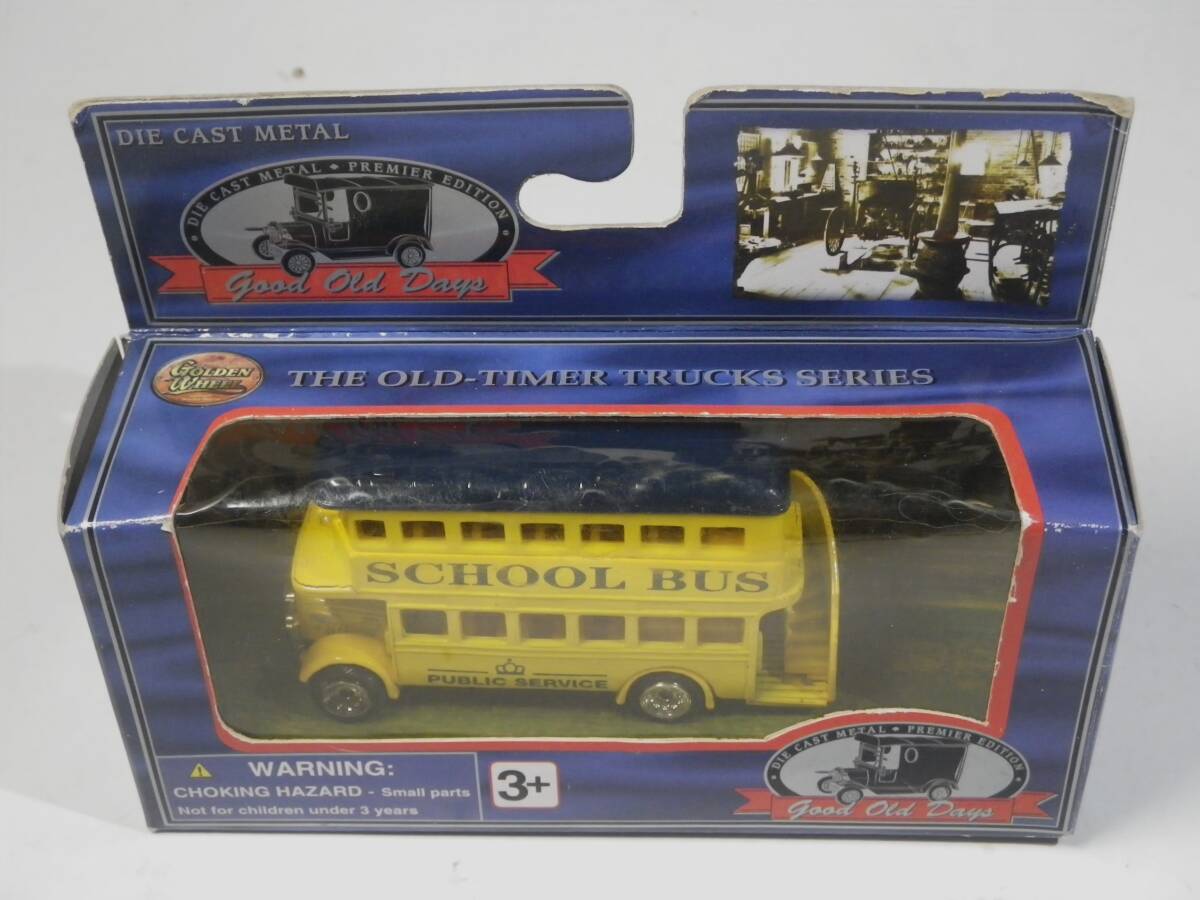 DIE CAST METAL
DIE CAST METAL • PREMIER EDITION
Good Old Days
GOLDEN WHEEL
THE OLD-TIMER TRUCKS SERIES
SCHOOL BUS
PUBLIC SERVICE
WARNING:
CHOKING HAZARD - Small parts
Not for children under 3 years
3+
DIE CAST METAL • PREMIER EDITION
Good Old Days